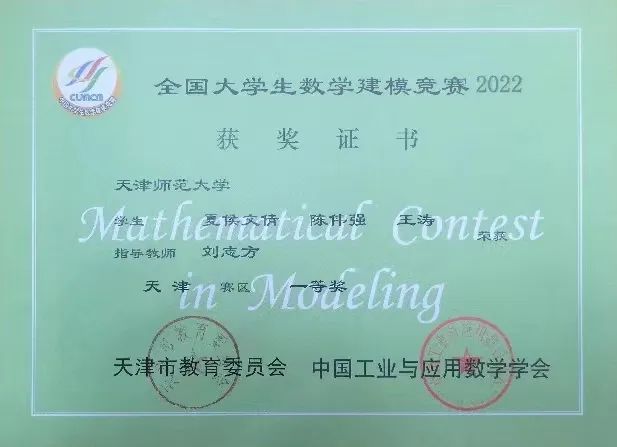 CUMCM
全国大学生数学建模竞赛 2022
获奖证书
天津师范大学
学生 夏侯文倩 陈伟强 王涛
荣获
指导教师 刘志方
天津 赛区 一等奖
Mathematical Contest
in Modeling
天津市教育委员会 中国工业与应用数学学会